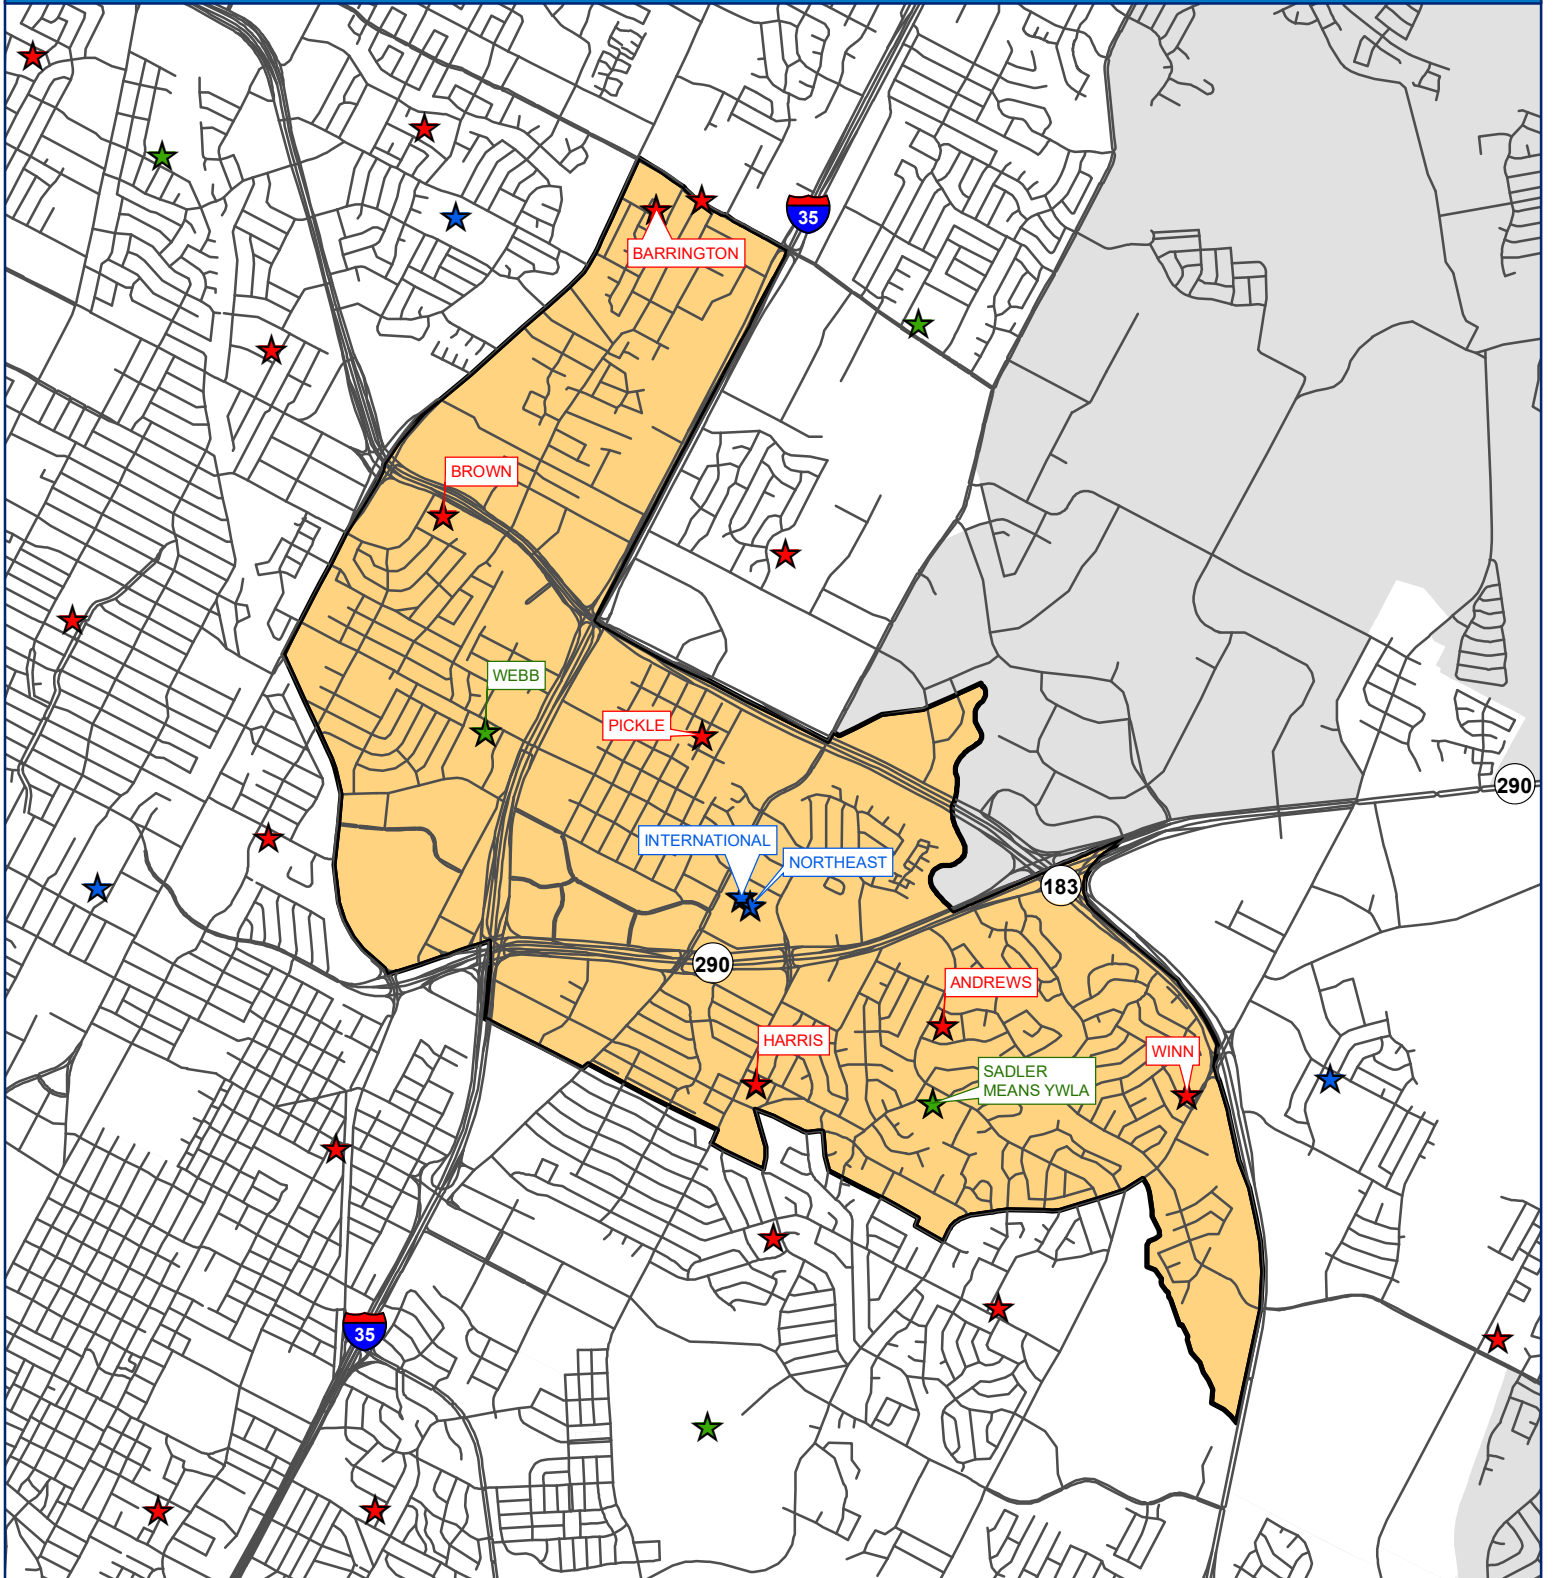 35
BARRINGTON
BROWN
WEBB
PICKLE
290
INTERNATIONAL
NORTHEAST
183
290
ANDREWS
HARRIS
WINN
SADLER
MEANS YWLA
35